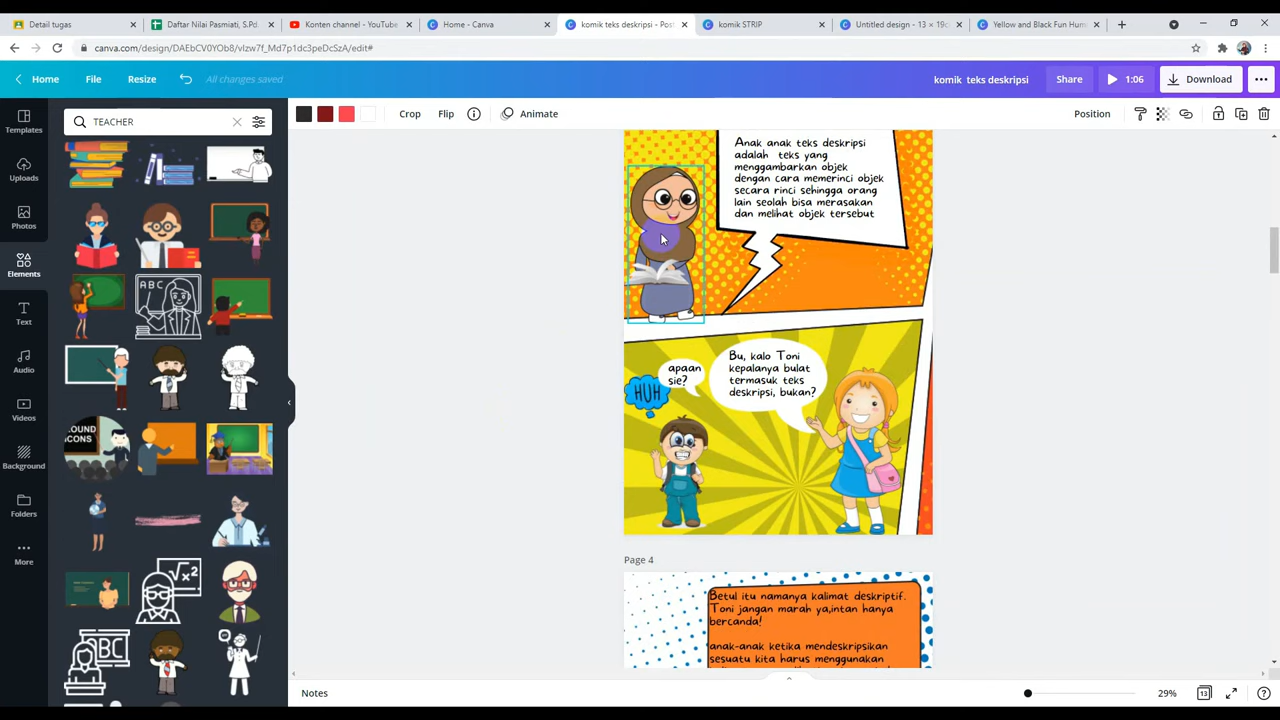 Detail tugas
Daftar Nilai Pasmiati, S.Pd.
Konten channel - YouTube
Home - Canva
komik teks deskripsi - Post
komik STRIP
Untitled design - 13 × 19c
Yellow and Black Fun Hum
canva.com/design/DAEbCV0YOb8/vIzw7f_Md7p1dc3peDcSzA/edit#
Home
File
Resize
All changes saved
komik teks deskripsi
Share
1:06
Download
Templates
Uploads
Photos
Elements
Text
Audio
Videos
Background
Folders
More
TEACHER
ABC
OUND
ICONS
BC
Crop
Flip
Animate
Position
Anak anak teks deskripsi
adalah teks yang
menggambarkan objek
dengan cara memerinci objek
secara rinci sehingga orang
lain seolah bisa merasakan
dan melihat objek tersebut
apaan
sie?
HUH
Bu, kalo Toni
kepalanya bulat
termasuk teks
deskripsi, bukan?
Page 4
Betul itu namanya kalimat deskriptif.
Toni jangan marah ya,intan hanya
bercanda!
anak-anak ketika mendeskripsikan
sesuatu kita harus menggunakan
Notes
29%
13